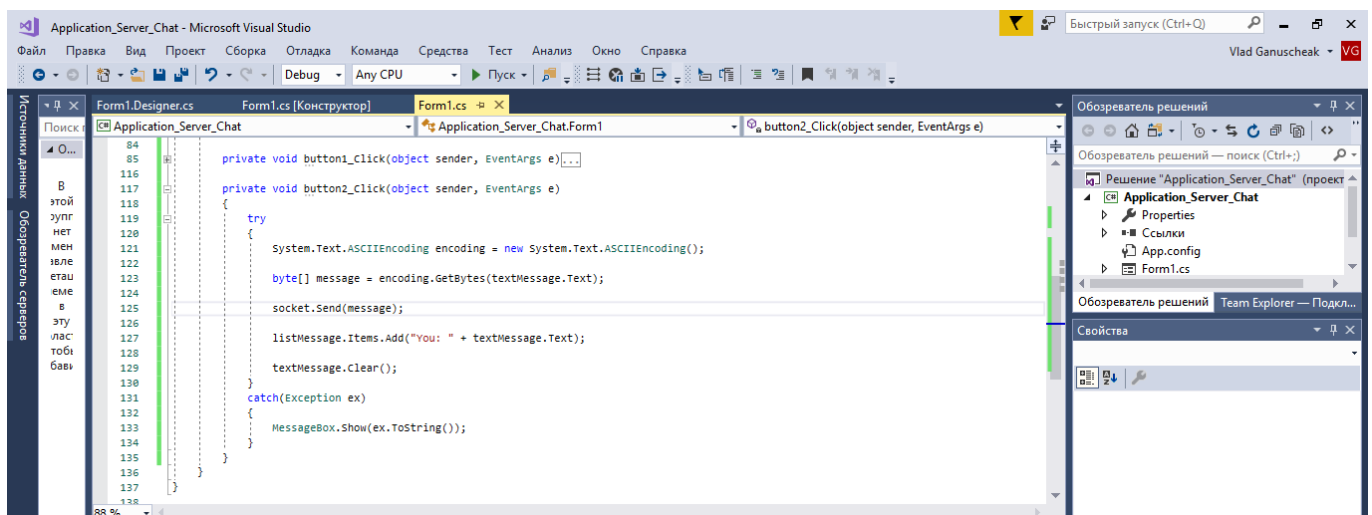 Application_Server_Chat - Microsoft Visual Studio
Быстрый запуск (Ctrl+Q)
Файл Правка Вид Проект Сборка Отладка Команда Средства Тест Анализ Окно Справка
Vlad Ganuscheak VG
Debug Any CPU Пуск
Источники данных
Обозреватель серверов
Поиск
О...
В
этой
нет
в
эту
Form1.Designer.cs Form1.cs [Конструктор] Form1.cs
Application_Server_Chat Application_Server_Chat.Form1 button2_Click(object sender, EventArgs e)
84
85 private void button1_Click(object sender, EventArgs e)...
116
117 private void button2_Click(object sender, EventArgs e)
118 {
119 try
120 {
121 System.Text.ASCIIEncoding encoding = new System.Text.ASCIIEncoding();
122
123 byte[] message = encoding.GetBytes(textMessage.Text);
124
125 socket.Send(message);
126
127 listMessage.Items.Add("You: " + textMessage.Text);
128
129 textMessage.Clear();
130 }
131 catch(Exception ex)
132 {
133 MessageBox.Show(ex.ToString());
134 }
135 }
136 }
137 }
138
88 %
Обозреватель решений
Обозреватель решений — поиск (Ctrl+;)
Решение "Application_Server_Chat" (проект
Application_Server_Chat
Properties
Ссылки
App.config
Form1.cs
Обозреватель решений Team Explorer — Подкл...
Свойства